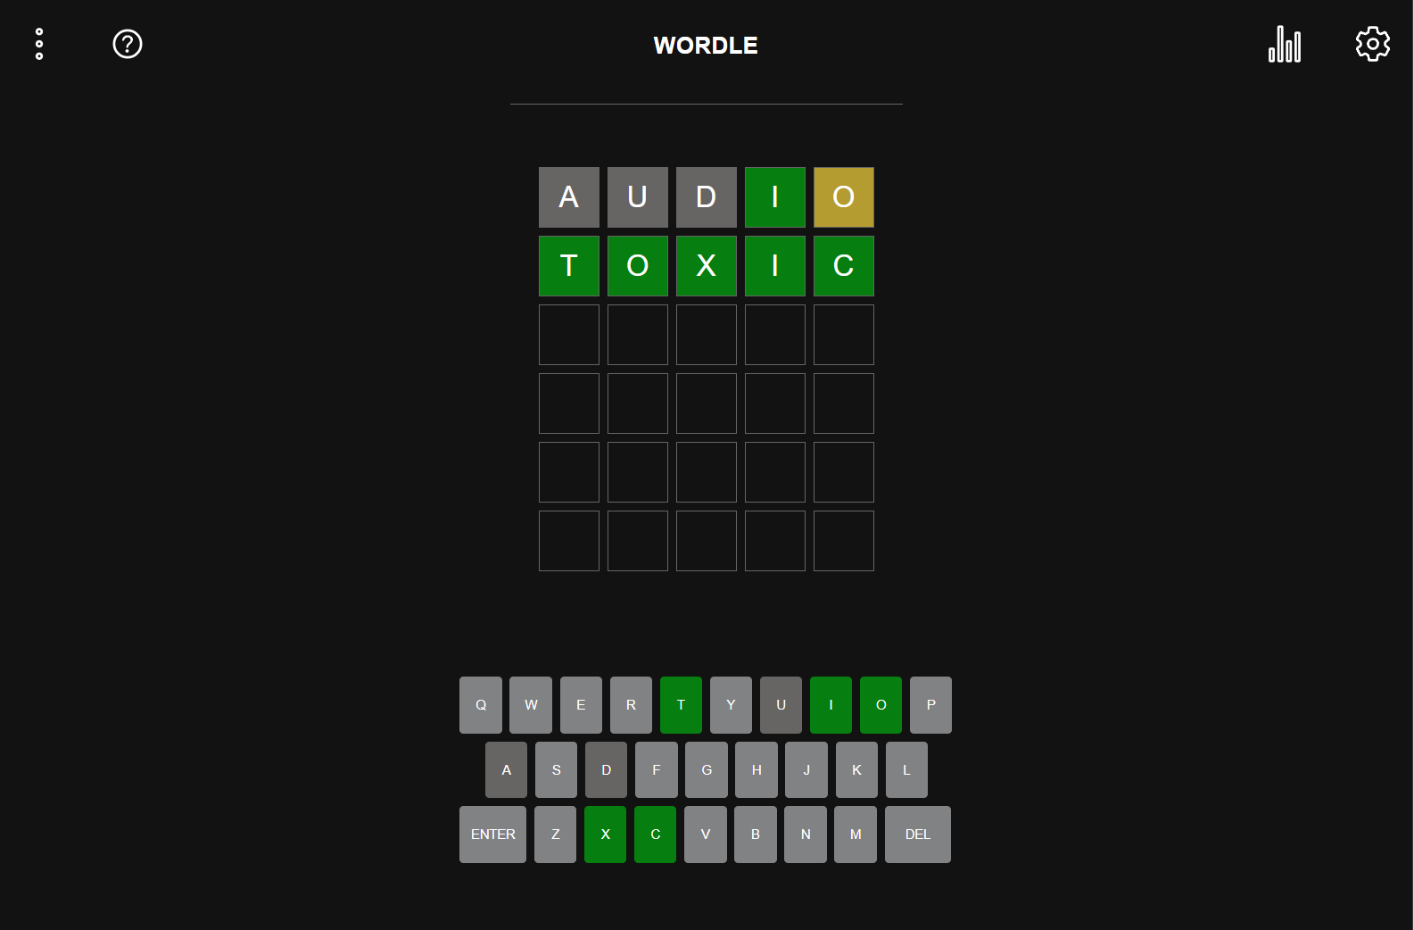 WORDLE
A U D I O
T O X I C
Q W E R T Y U I O P
A S D F G H J K L
ENTER Z X C V B N M DEL